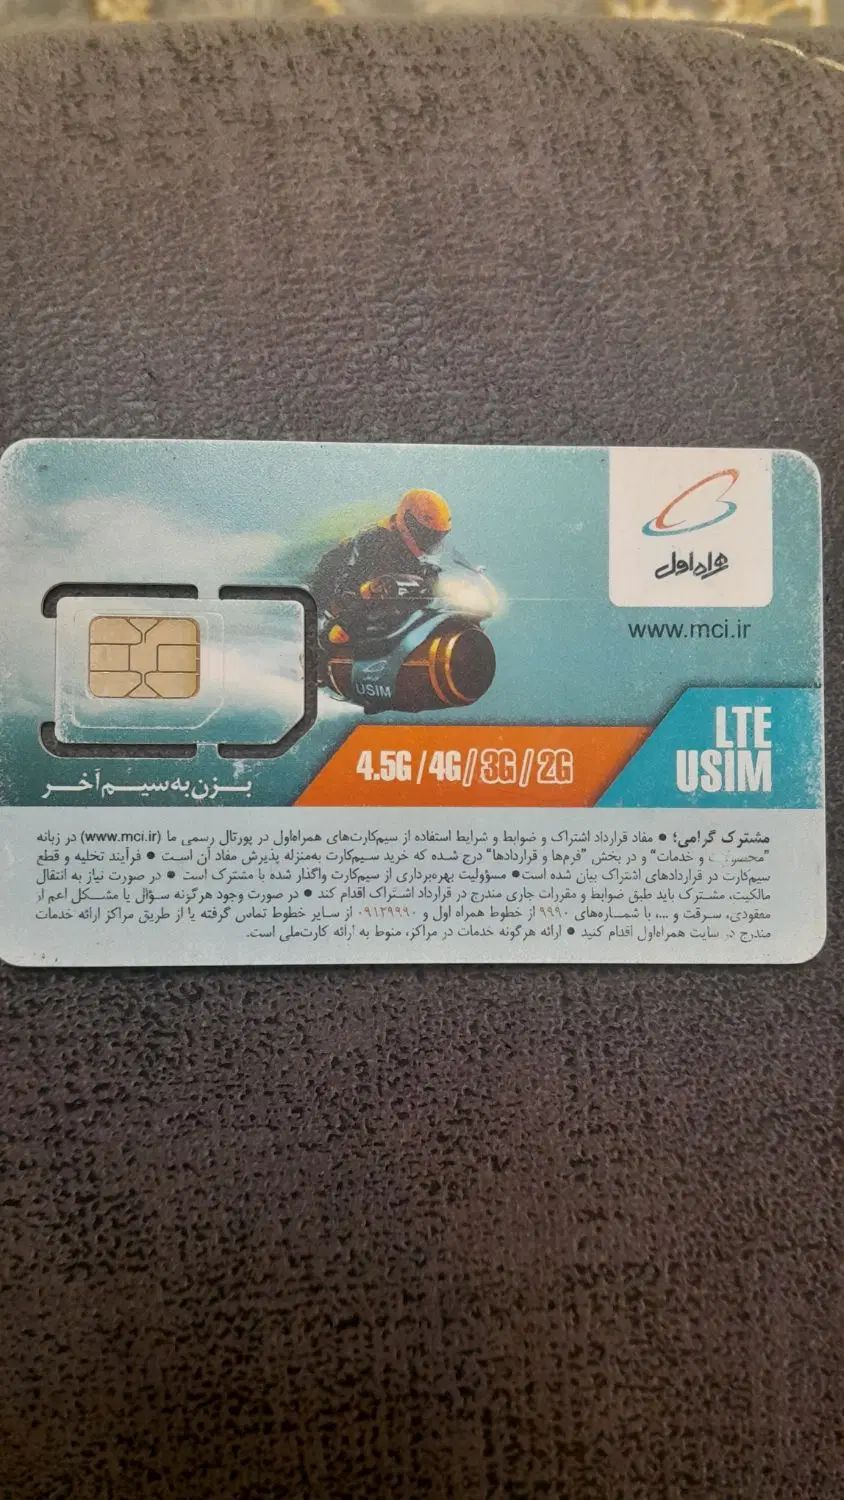 همراه اول
www.mci.ir
USIM
LTE
USIM
4.5G / 4G / 3G / 2G
بزن به سیم آخر
مشترک گرامی؛ ● مفاد قرارداد اشتراک و ضوابط و شرایط استفاده از سیم‌کارت‌های همراه‌اول در پورتال رسمی ما (www.mci.ir) در زبانه
و خدمات" و در بخش "فرم‌ها و قراردادها" درج شده که خرید سیم‌کارت به‌منزله پذیرش مفاد آن است ● فرآیند تخلیه و قطع
سیم‌کارت در قراردادهای اشتراک بیان شده است● مسؤولیت بهره‌برداری از سیم‌کارت واگذار شده با مشترک است ● در صورت نیاز به انتقال
مالکیت، مشترک باید طبق ضوابط و مقررات جاری مندرج در قرارداد اشتراک اقدام کند ● در صورت وجود هرگونه سؤال یا مشکل اعم از
مفقودی، سرقت و ...، با شماره‌های ۹۹۹۰ از خطوط همراه اول و ۰۹۱۲۹۹۹۰ از سایر خطوط تماس گرفته یا از طریق مراکز ارائه خدمات
مندرج در سایت همراه‌اول اقدام کنید ● ارائه هرگونه خدمات در مراکز، منوط به ارائه کارت‌ملی است.